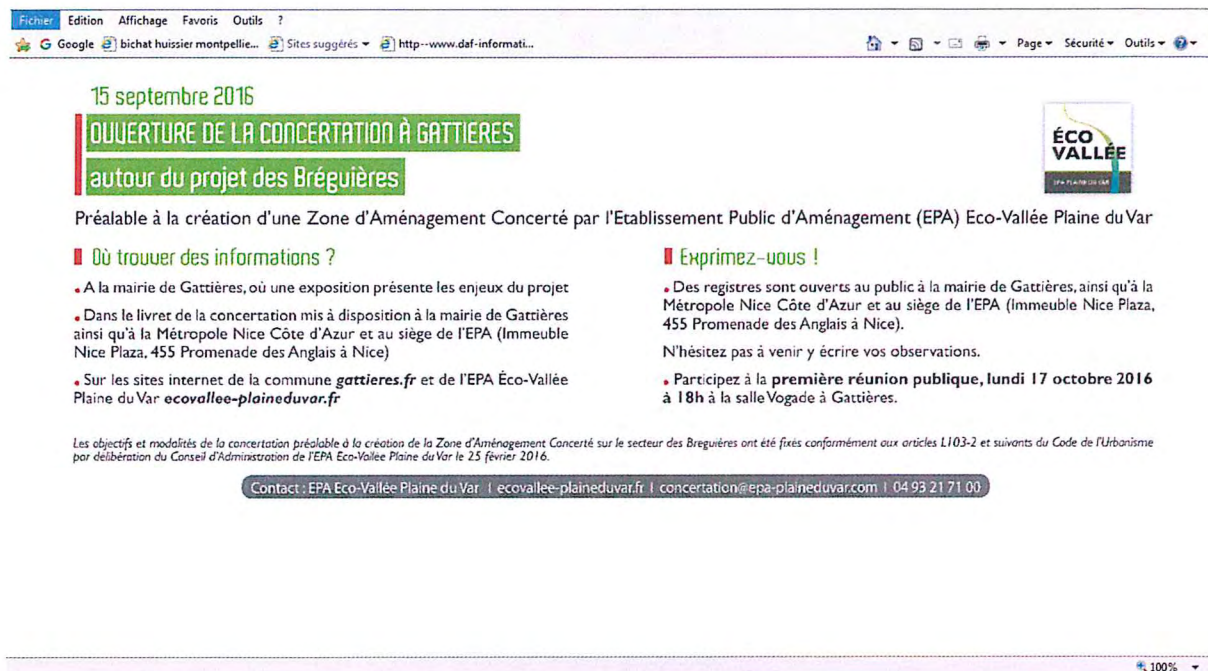 Fichier Edition Affichage Favoris Outils ?
G Google bichat huissier montpellie... Sites suggérés http--www.daf-informati... Page Sécurité Outils
15 septembre 2016
OUVERTURE DE LA CONCERTATION À GATTIERES
autour du projet des Bréguières
ÉCO
VALLÉE
EPA PLAINE DU VAR
Préalable à la création d'une Zone d'Aménagement Concerté par l'Etablissement Public d'Aménagement (EPA) Eco-Vallée Plaine du Var
Où trouver des informations ?
• A la mairie de Gattières, où une exposition présente les enjeux du projet
• Dans le livret de la concertation mis à disposition à la mairie de Gattières
ainsi qu'à la Métropole Nice Côte d'Azur et au siège de l'EPA (Immeuble
Nice Plaza, 455 Promenade des Anglais à Nice)
• Sur les sites internet de la commune gattieres.fr et de l'EPA Éco-Vallée
Plaine du Var ecovallee-plaineduvar.fr
Exprimez-vous !
• Des registres sont ouverts au public à la mairie de Gattières, ainsi qu'à la
Métropole Nice Côte d'Azur et au siège de l'EPA (Immeuble Nice Plaza,
455 Promenade des Anglais à Nice).
N'hésitez pas à venir y écrire vos observations.
• Participez à la première réunion publique, lundi 17 octobre 2016
à 18h à la salle Vogade à Gattières.
Les objectifs et modalités de la concertation préalable à la création de la Zone d'Aménagement Concerté sur le secteur des Breguières ont été fixés conformément aux articles L103-2 et suivants du Code de l'Urbanisme
par délibération du Conseil d'Administration de l'EPA Eco-Vallée Plaine du Var le 25 février 2016.
Contact : EPA Eco-Vallée Plaine du Var | ecovallee-plaineduvar.fr | concertation@epa-plaineduvar.com | 04 93 21 71 00
100%